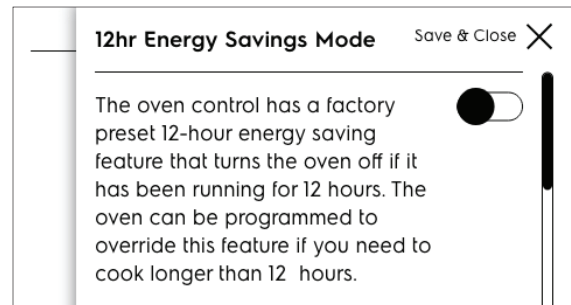 12hr Energy Savings Mode Save & Close
The oven control has a factory
preset 12-hour energy saving
feature that turns the oven off if it
has been running for 12 hours. The
oven can be programmed to
override this feature if you need to
cook longer than 12 hours.